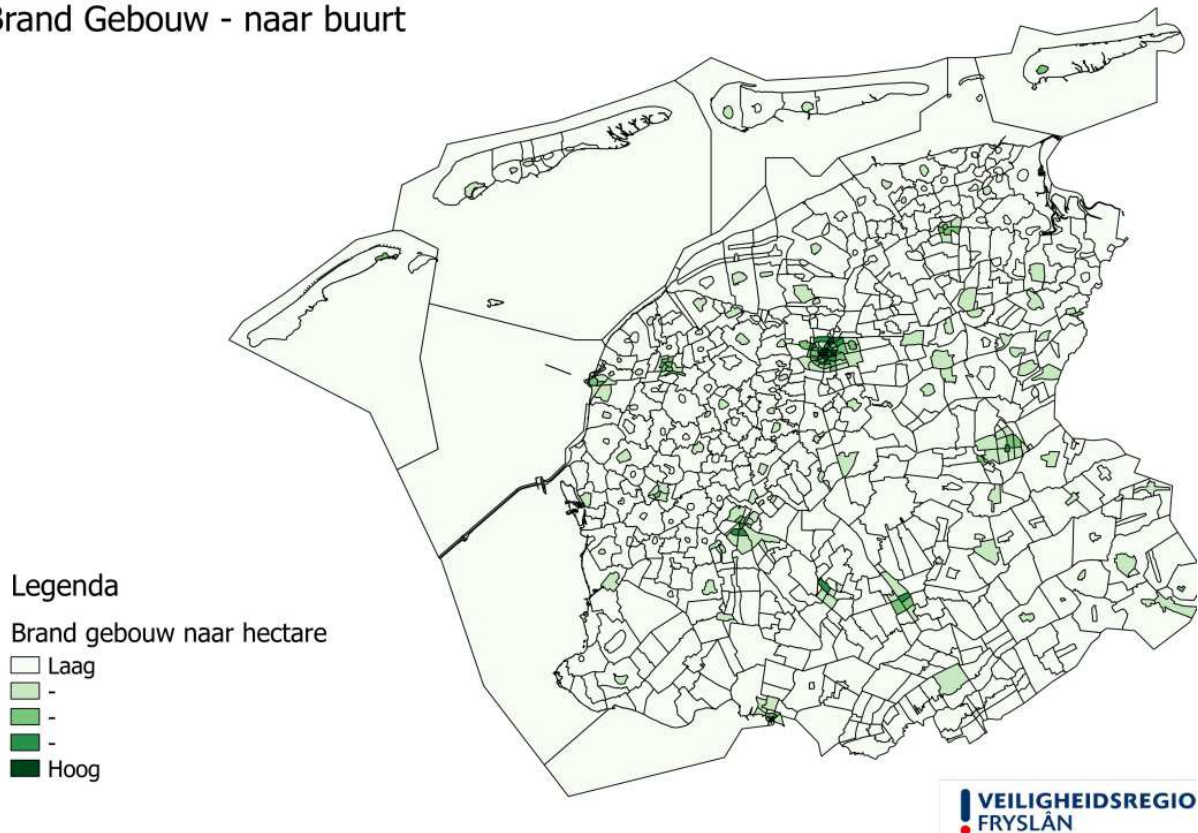 Brand Gebouw - naar buurt
Legenda
Brand gebouw naar hectare
Laag
-
-
-
Hoog
VEILIGHEIDSREGIO
FRYSLÂN